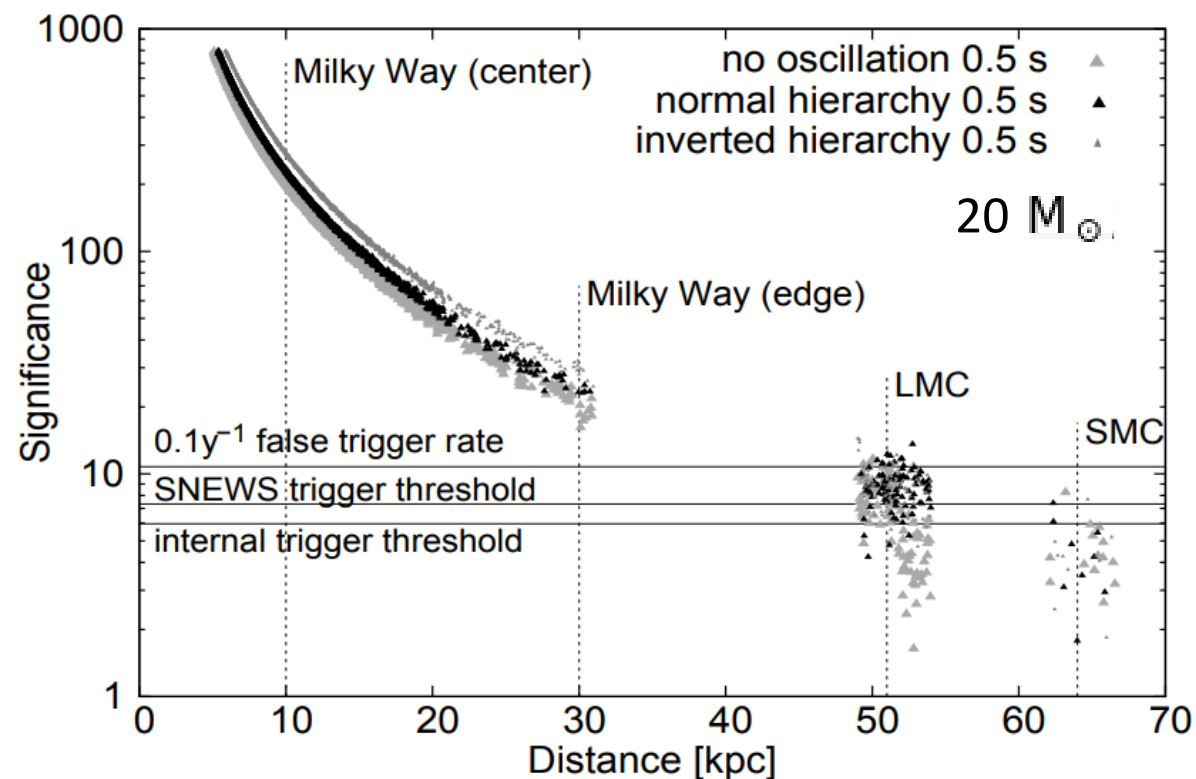 1000
100
10
1
Significance
Milky Way (center)
no oscillation 0.5 s
normal hierarchy 0.5 s
inverted hierarchy 0.5 s
20 M⊙
Milky Way (edge)
LMC
SMC
0.1y⁻¹ false trigger rate
SNEWS trigger threshold
internal trigger threshold
0 10 20 30 40 50 60 70
Distance [kpc]